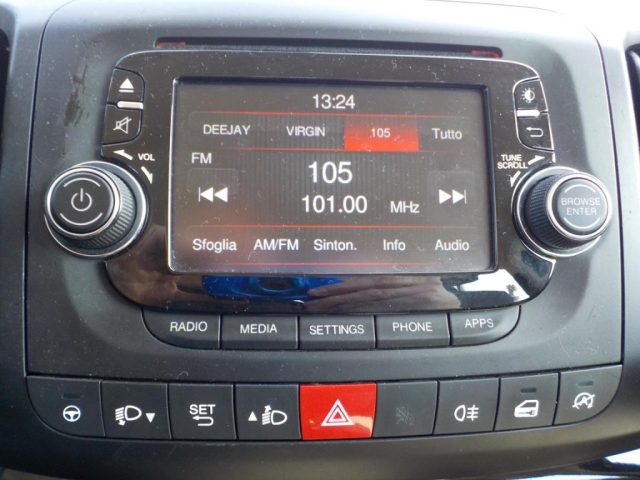 13:24
DEEJAY VIRGIN 105 Tutto
VOL
TUNE
SCROLL
FM
105
101.00 MHz
BROWSE
ENTER
Sfoglia AM/FM Sinton. Info Audio
RADIO MEDIA SETTINGS PHONE APPS
SET